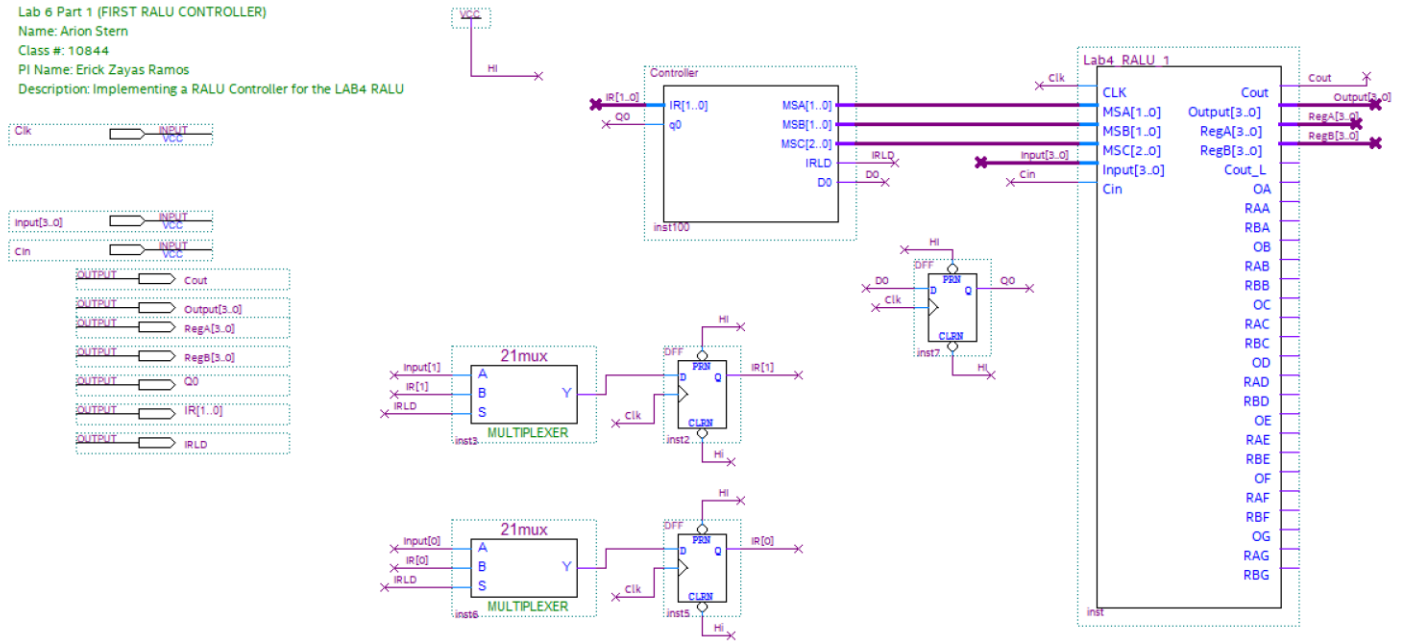 Lab 6 Part 1 (FIRST RALU CONTROLLER)
Name: Arion Stern
Class #: 10844
PI Name: Erick Zayas Ramos
Description: Implementing a RALU Controller for the LAB4 RALU
VCC
HI
Clk
INPUT
VCC
Input[3..0]
INPUT
VCC
Cin
INPUT
VCC
OUTPUT
Cout
OUTPUT
Output[3..0]
OUTPUT
RegA[3..0]
OUTPUT
RegB[3..0]
OUTPUT
Q0
OUTPUT
IR[1..0]
OUTPUT
IRLD
Controller
IR[1..0]
IR[1..0]
MSA[1..0]
Q0
q0
MSB[1..0]
MSC[2..0]
IRLD
IRLD
D0
D0
inst100
Lab4 RALU 1
Clk
CLK
Cout
Cout
MSA[1..0]
Output[3..0]
Output[3..0]
MSB[1..0]
RegA[3..0]
RegA[3..0]
MSC[2..0]
RegB[3..0]
RegB[3..0]
Input[3..0]
Input[3..0]
Cout_L
Cin
Cin
OA
RAA
RBA
OB
RAB
RBB
OC
RAC
RBC
OD
RAD
RBD
OE
RAE
RBE
OF
RAF
RBF
OG
RAG
RBG
inst
HI
DFF
PRN
D0
D
Q
Q0
Clk
CLRN
inst7
HI
21mux
Input[1]
A
IR[1]
B
Y
IRLD
S
MULTIPLEXER
inst3
HI
DFF
PRN
D
Q
IR[1]
Clk
CLRN
inst2
Hi
21mux
Input[0]
A
IR[0]
B
Y
IRLD
S
MULTIPLEXER
inst6
HI
DFF
PRN
D
Q
IR[0]
Clk
CLRN
inst5
Hi